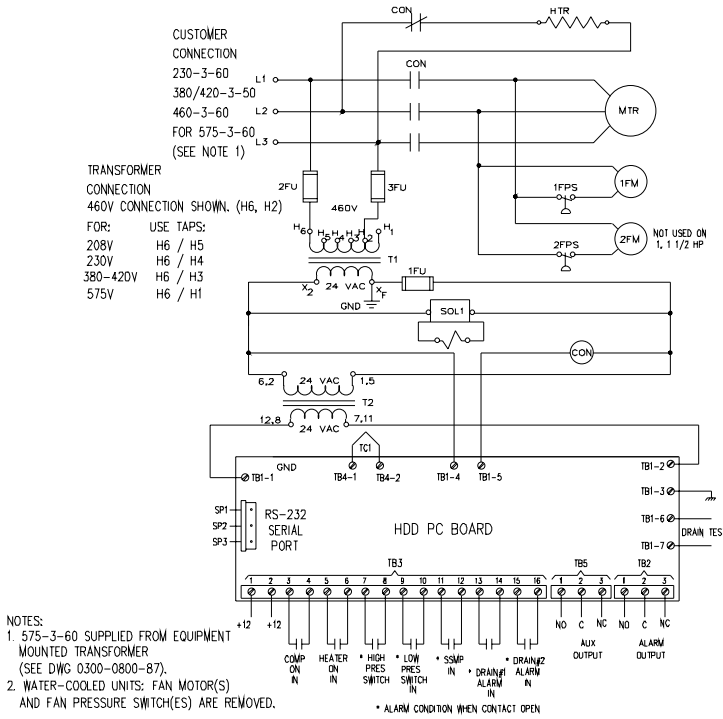 CON
HTR
CUSTOMER
CONNECTION
230-3-60
380/420-3-50
460-3-60
FOR 575-3-60
(SEE NOTE 1)
L1
L2
L3
CON
MTR
TRANSFORMER
CONNECTION
460V CONNECTION SHOWN. (H6, H2)
FOR: USE TAPS:
208V H6 / H5
230V H6 / H4
380-420V H6 / H3
575V H6 / H1
2FU
3FU
460V
H6 H5 H4 H3 H2 H1
T1
1FPS
1FM
2FPS
2FM
NOT USED ON
1, 1 1/2 HP
X2 24 VAC XF
1FU
GND
SOL1
CON
6,2 24 VAC 1,5
T2
12,8 24 VAC 7,11
TC1
GND
TB1-1
TB4-1
TB4-2
TB1-4
TB1-5
TB1-2
TB1-3
TB1-6
DRAIN TES
TB1-7
SP1
SP2
SP3
RS-232
SERIAL
PORT
HDD PC BOARD
TB3
TB5
TB2
1 2 3 4 5 6 7 8 9 10 11 12 13 14 15 16
1 2 3
1 2 3
+12
+12
NO C NC
NO C NC
COMP
ON
IN
HEATER
ON
IN
* HIGH
PRES
SWITCH
* LOW
PRES
SWITCH
IN
* SSMP
IN
* DRAIN#1
ALARM
IN
* DRAIN#2
ALARM
IN
AUX
OUTPUT
ALARM
OUTPUT
* ALARM CONDITION WHEN CONTACT OPEN
NOTES:
1. 575-3-60 SUPPLIED FROM EQUIPMENT
MOUNTED TRANSFORMER
(SEE DWG 0300-0800-87).
2. WATER-COOLED UNITS: FAN MOTOR(S)
AND FAN PRESSURE SWITCH(ES) ARE REMOVED.